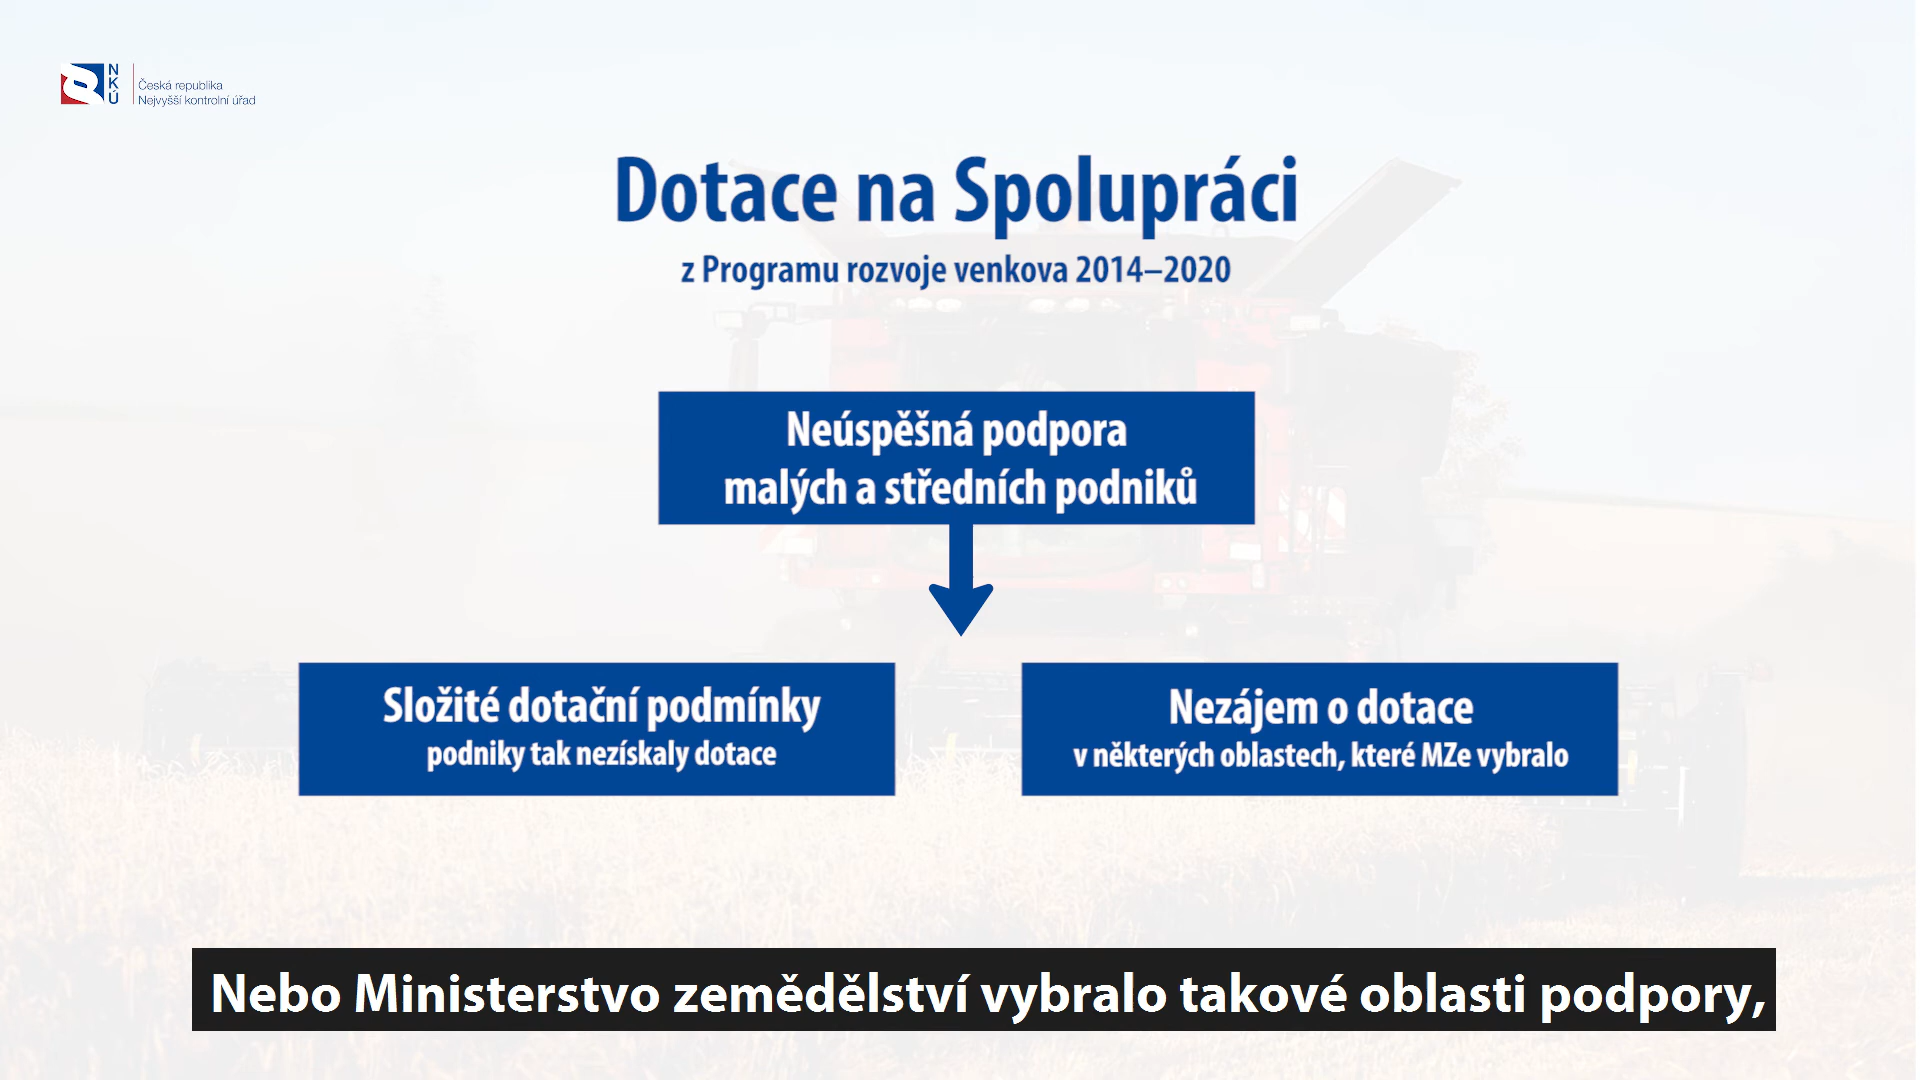 NKÚ
Česká republika
Nejvyšší kontrolní úřad
Dotace na Spolupráci
z Programu rozvoje venkova 2014–2020
Neúspěšná podpora
malých a středních podniků
Složité dotační podmínky
podniky tak nezískaly dotace
Nezájem o dotace
v některých oblastech, které MZe vybralo
Nebo Ministerstvo zemědělství vybralo takové oblasti podpory,